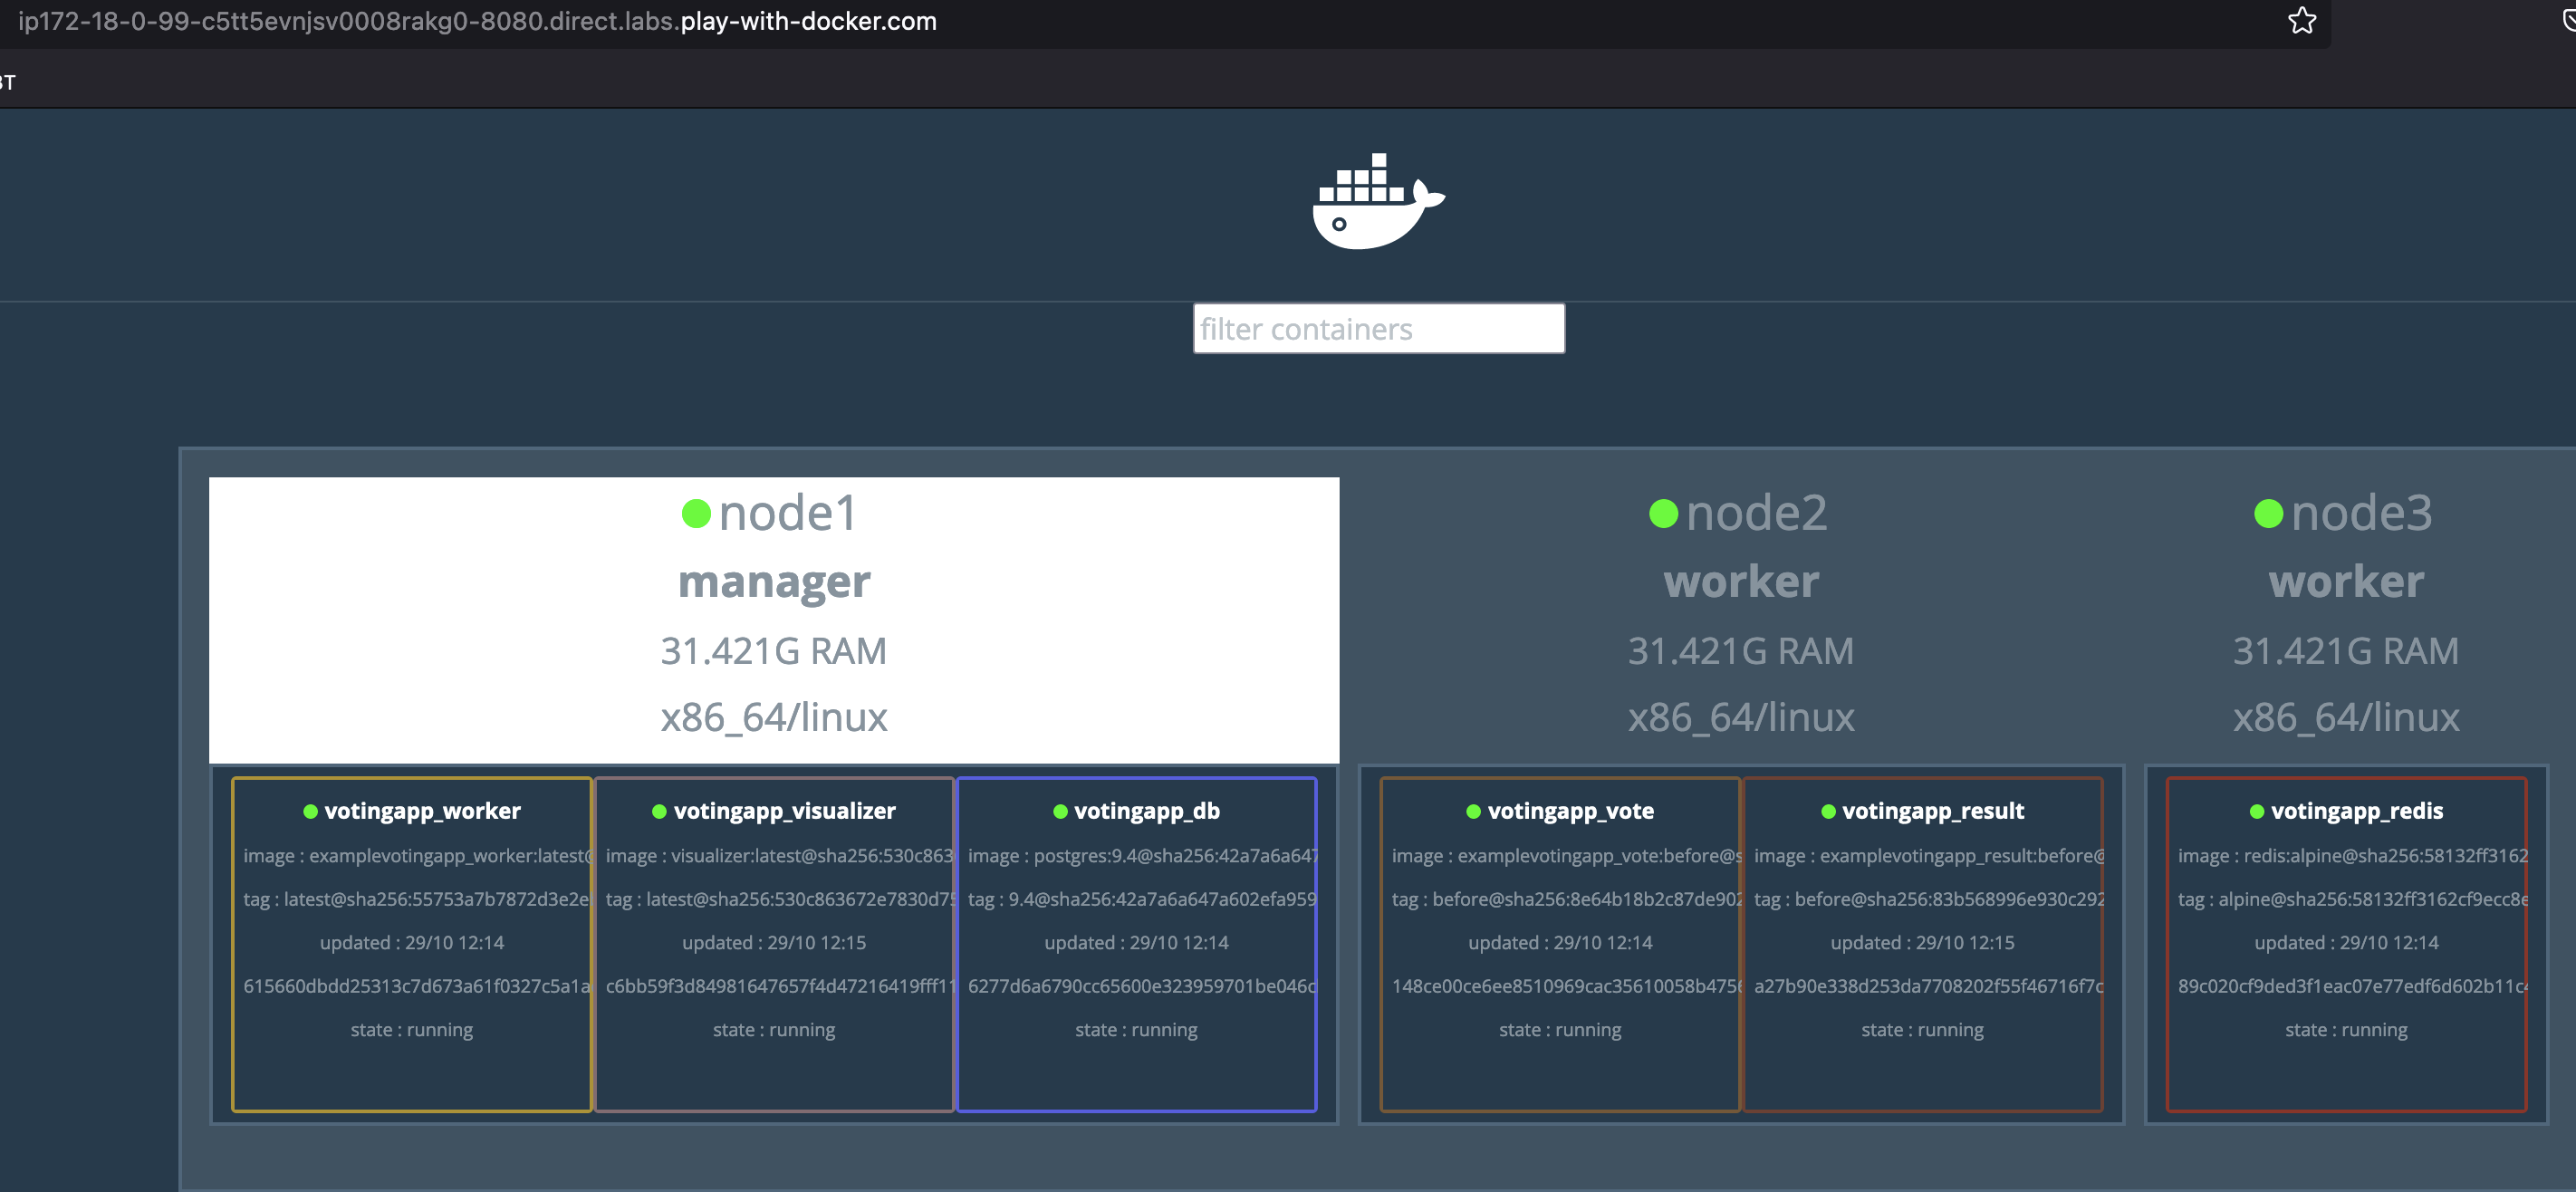 ip172-18-0-99-c5tt5evnjsv0008rakg0-8080.direct.labs.play-with-docker.com
BT
filter containers
node1
manager
31.421G RAM
x86_64/linux
votingapp_worker
image : examplevotingapp_worker:latest@
tag : latest@sha256:55753a7b7872d3e2e
updated : 29/10 12:14
615660dbdd25313c7d673a61f0327c5a1a
state : running
votingapp_visualizer
image : visualizer:latest@sha256:530c863
tag : latest@sha256:530c863672e7830d75
updated : 29/10 12:15
c6bb59f3d84981647657f4d47216419fff11
state : running
votingapp_db
image : postgres:9.4@sha256:42a7a6a647
tag : 9.4@sha256:42a7a6a647a602efa959
updated : 29/10 12:14
6277d6a6790cc65600e323959701be046c
state : running
node2
worker
31.421G RAM
x86_64/linux
votingapp_vote
image : examplevotingapp_vote:before@s
tag : before@sha256:8e64b18b2c87de902
updated : 29/10 12:14
148ce00ce6ee8510969cac35610058b4756
state : running
votingapp_result
image : examplevotingapp_result:before@
tag : before@sha256:83b568996e930c292
updated : 29/10 12:15
a27b90e338d253da7708202f55f46716f7c
state : running
node3
worker
31.421G RAM
x86_64/linux
votingapp_redis
image : redis:alpine@sha256:58132ff3162
tag : alpine@sha256:58132ff3162cf9ecc8e
updated : 29/10 12:14
89c020cf9ded3f1eac07e77edf6d602b11c4
state : running